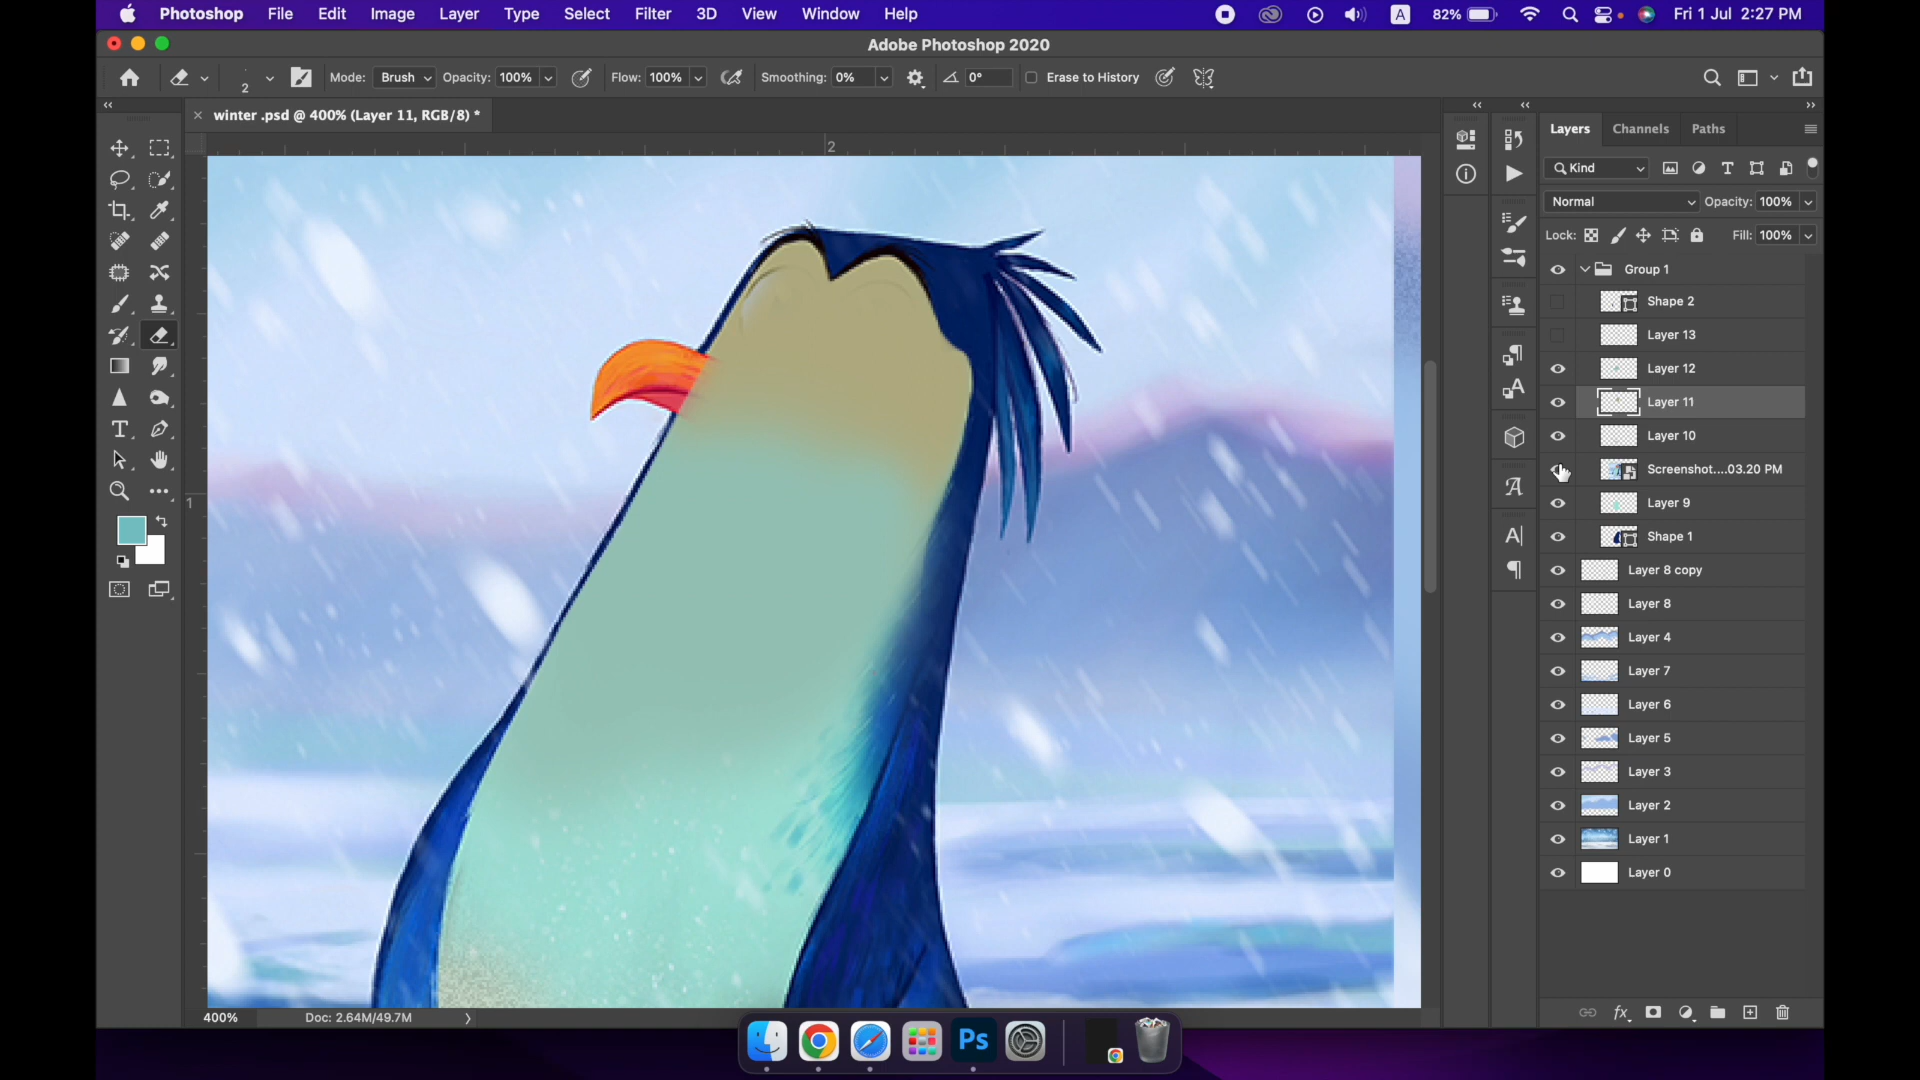 Photoshop File Edit Image Layer Type Select Filter 3D View Window Help A 82% Fri 1 Jul 2:27 PM
Adobe Photoshop 2020
2 Mode: Brush Opacity: 100% Flow: 100% Smoothing: 0% 0° Erase to History
winter .psd @ 400% (Layer 11, RGB/8) *
Layers Channels Paths
2
Kind
Normal Opacity: 100%
Lock: Fill: 100%
Group 1
Shape 2
Layer 13
Layer 12
Layer 11
Layer 10
Screenshot....03.20 PM
1
Layer 9
Shape 1
Layer 8 copy
Layer 8
Layer 4
Layer 7
Layer 6
Layer 5
Layer 3
Layer 2
Layer 1
Layer 0
400% Doc: 2.64M/49.7M
fx
Ps